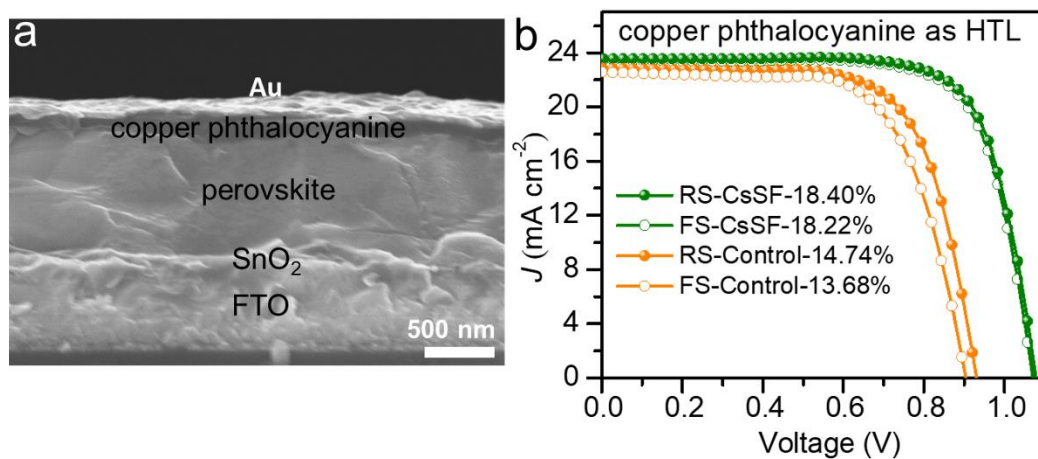 a
Au
copper phthalocyanine
perovskite
SnO₂
FTO
500 nm
b
copper phthalocyanine as HTL
RS-CsSF-18.40%
FS-CsSF-18.22%
RS-Control-14.74%
FS-Control-13.68%
J (mA cm⁻²)
24
20
16
12
8
4
0
0.0 0.2 0.4 0.6 0.8 1.0
Voltage (V)